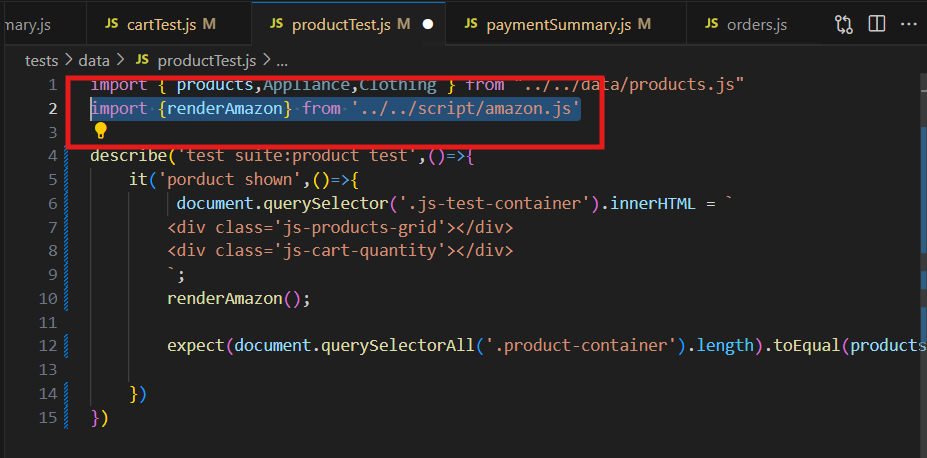 mary.js JS cartTest.js M JS productTest.js M JS paymentSummary.js M JS orders.js
tests > data > JS productTest.js > ...
1 import { products,Appliance,Clothing } from "../../data/products.js"
2 import {renderAmazon} from '../../script/amazon.js'
3
4 describe('test suite:product test',()=>{
5 it('porduct shown',()=>{
6 document.querySelector('.js-test-container').innerHTML = `
7 <div class='js-products-grid'></div>
8 <div class='js-cart-quantity'></div>
9 `;
10 renderAmazon();
11
12 expect(document.querySelectorAll('.product-container').length).toEqual(products
13
14 })
15 })